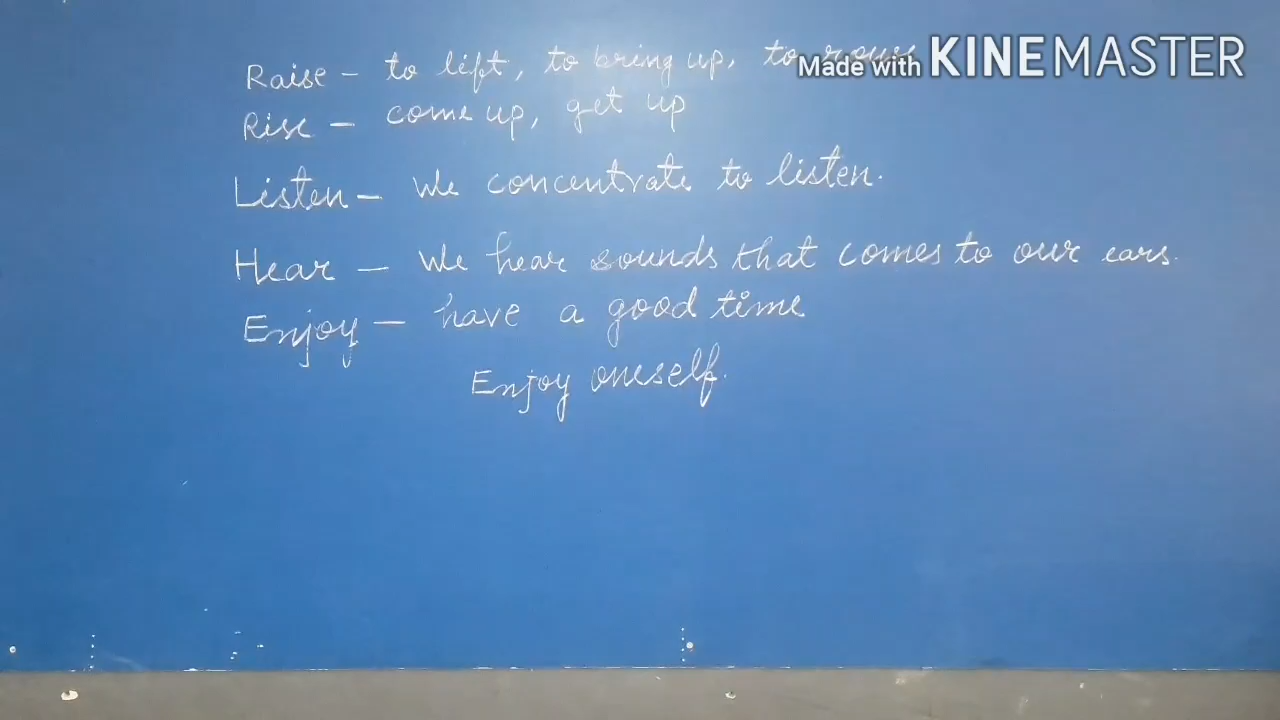 Raise - to lift, to bring up, to rouse
Made with KINEMASTER
Rise - come up, get up
Listen - We concentrate to listen.
Hear - We hear sounds that comes to our ears.
Enjoy - have a good time
Enjoy oneself.